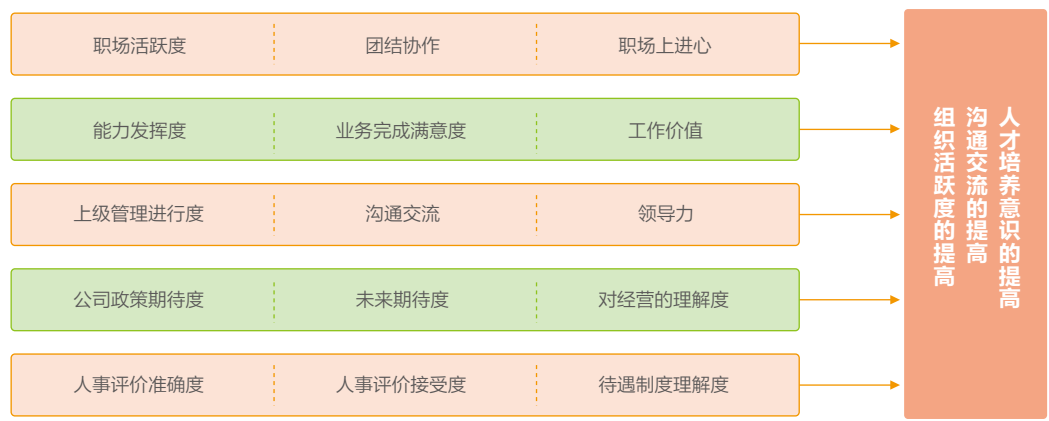 职场活跃度
团结协作
职场上进心
能力发挥度
业务完成满意度
工作价值
上级管理进行度
沟通交流
领导力
公司政策期待度
未来期待度
对经营的理解度
人事评价准确度
人事评价接受度
待遇制度理解度
人才培养意识的提高
沟通交流的提高
组织活跃度的提高